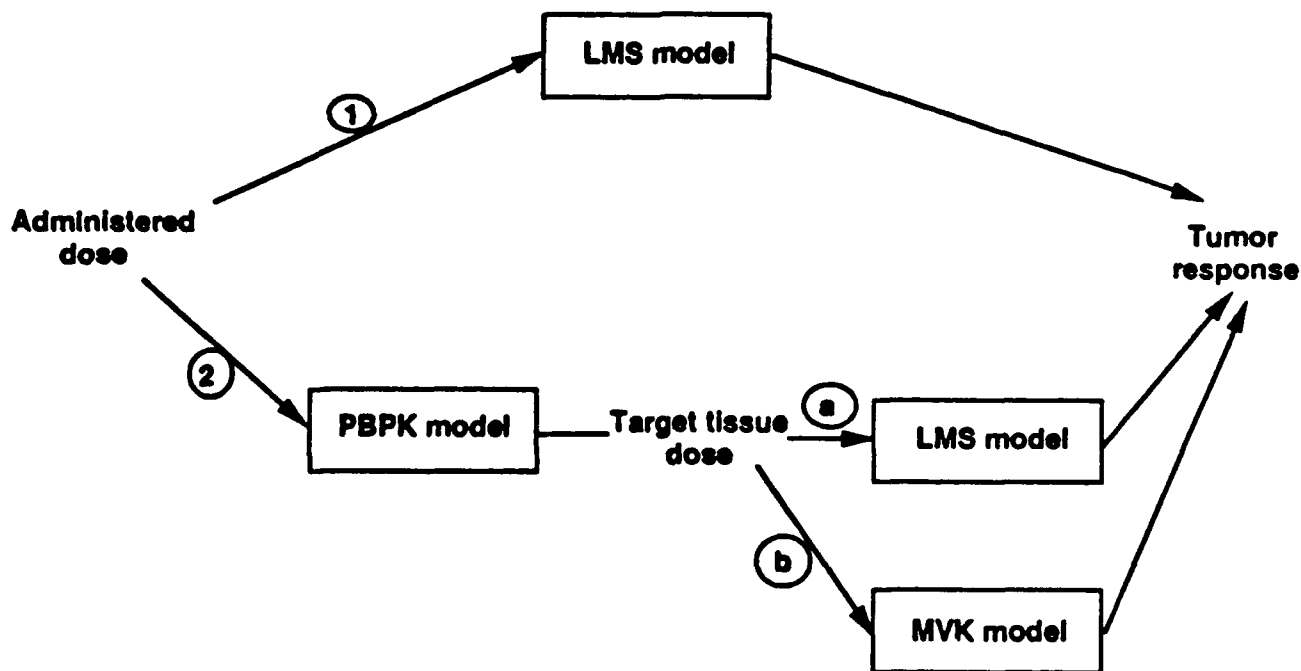 LMS model
1
Administered
dose
Tumor
response
2
PBPK model
Target tissue
dose
a
LMS model
b
MVK model